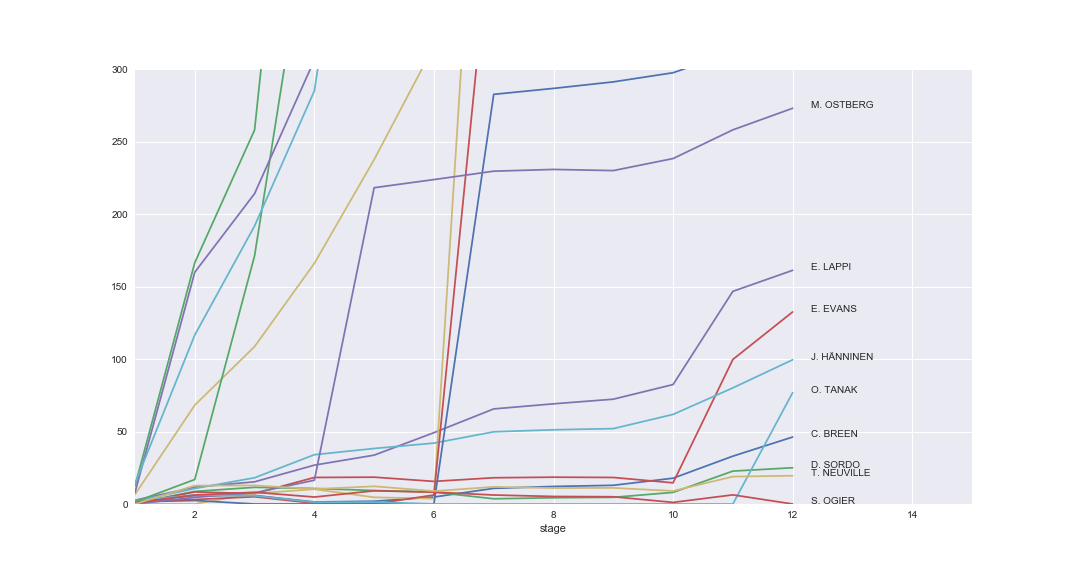 300
M. OSTBERG
250
200
E. LAPPI
150
E. EVANS
J. HÄNNINEN
100
O. TANAK
50
C. BREEN
D. SORDO
T. NEUVILLE
S. OGIER
0
2 4 6 8 10 12 14
stage